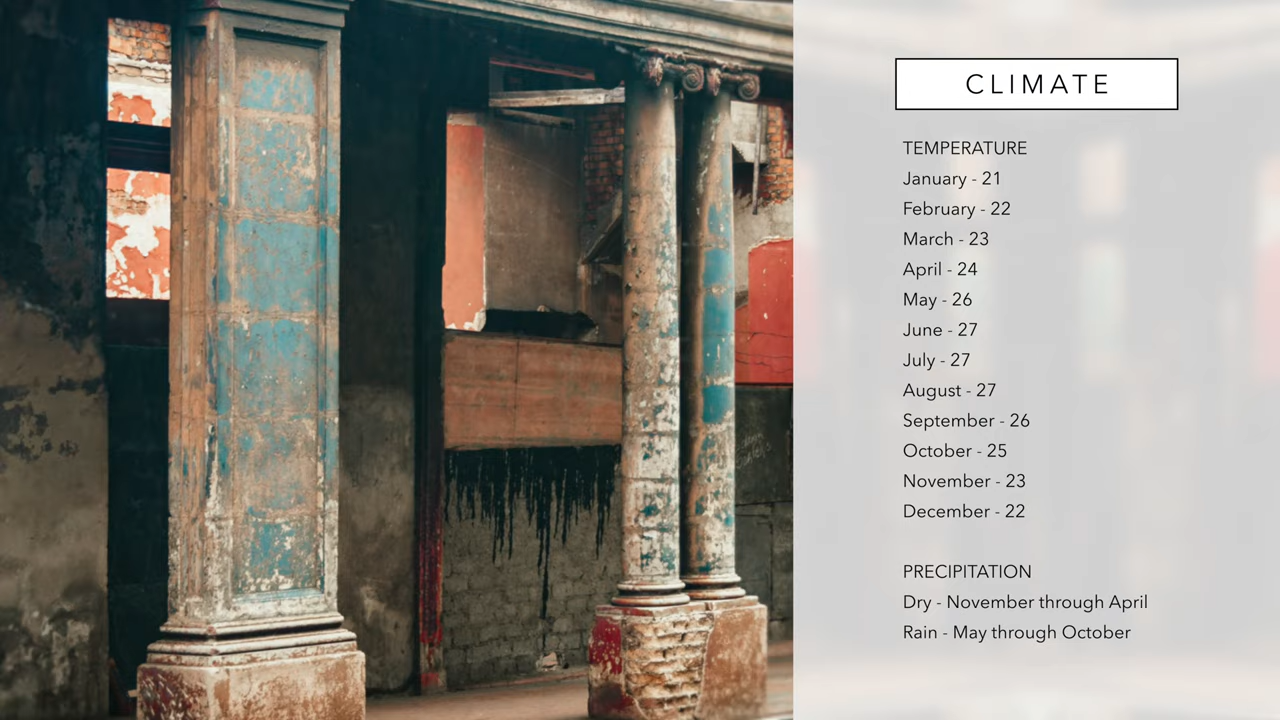 CLIMATE
TEMPERATURE
January - 21
February - 22
March - 23
April - 24
May - 26
June - 27
July - 27
August - 27
September - 26
October - 25
November - 23
December - 22
PRECIPITATION
Dry - November through April
Rain - May through October